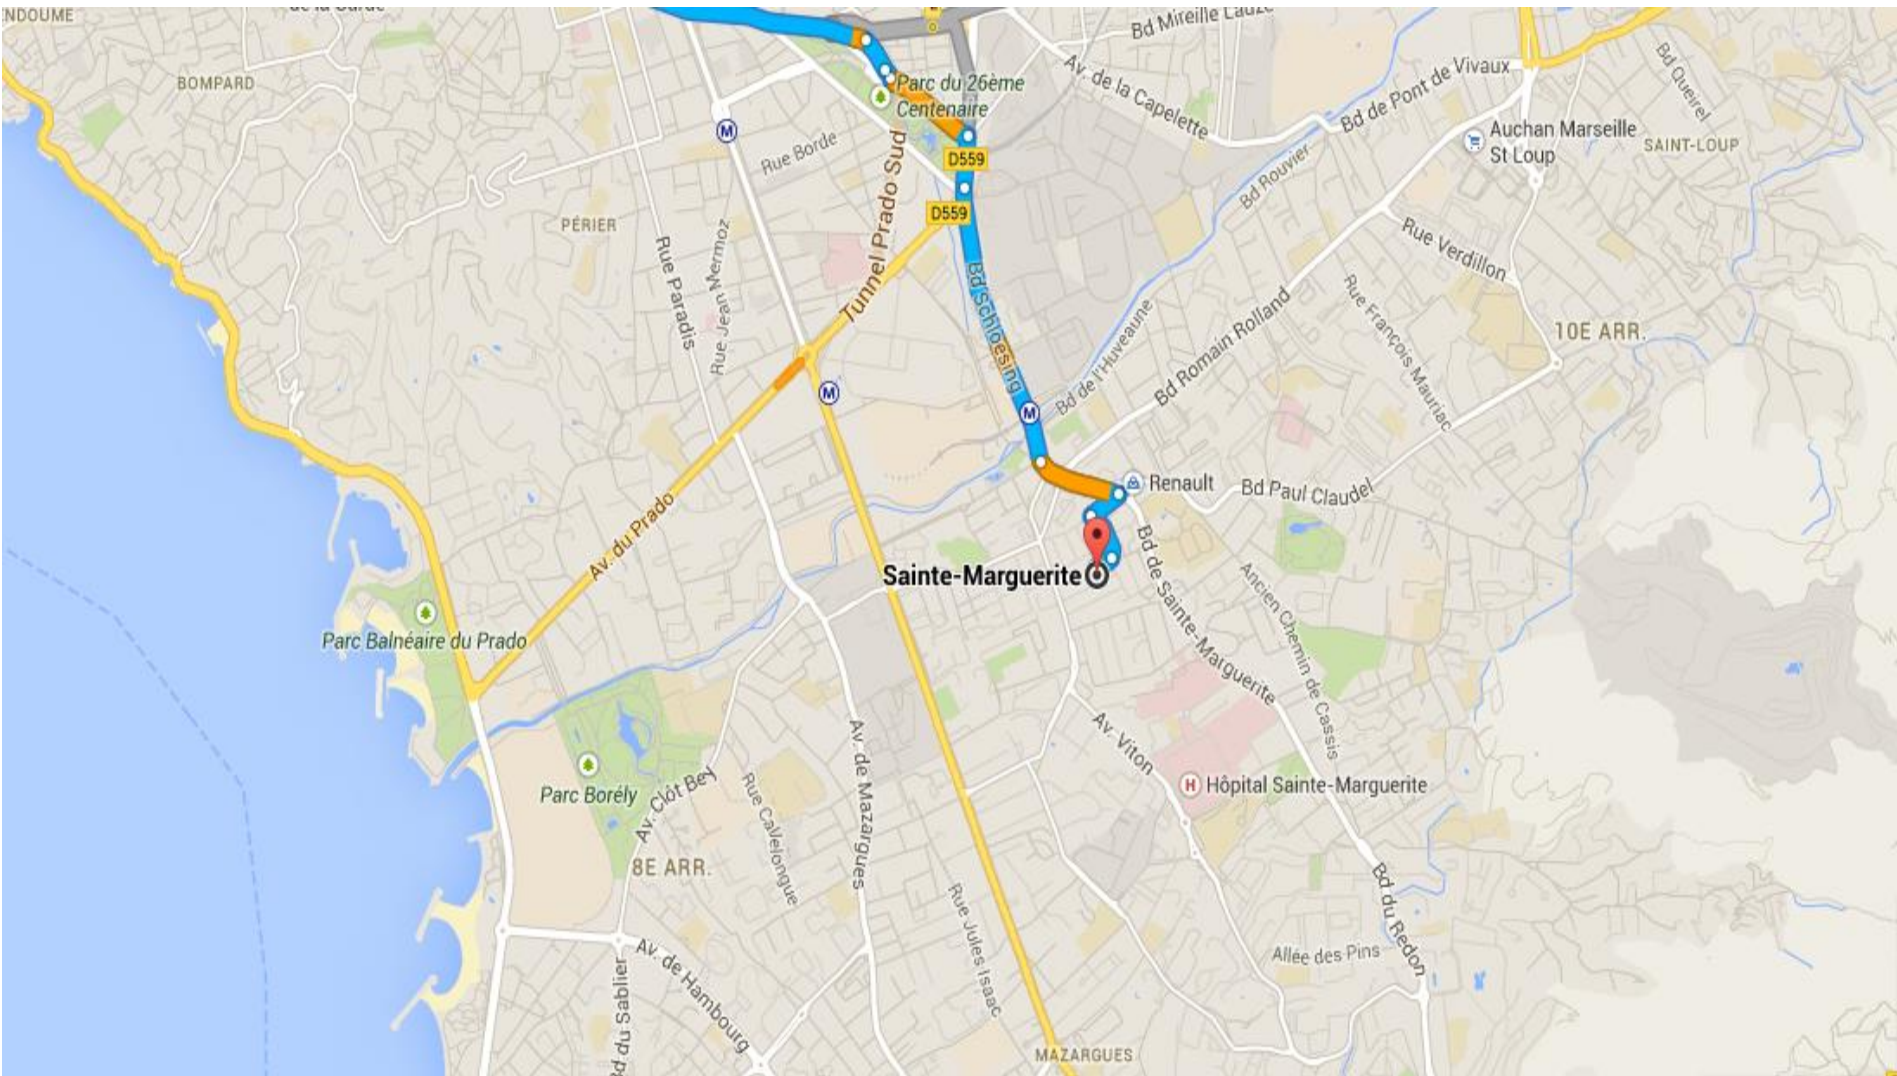 ENDOUME
de la Garde
Bd Mireille Lauze
BOMPARD
Parc du 26ème
Centenaire
Av. de la Capelette
Bd de Pont de Vivaux
Bd Queirel
M
Rue Borde
D559
Auchan Marseille
St Loup
SAINT-LOUP
Bd Rouvier
D559
PÉRIER
Rue Paradis
Rue Jean Mermoz
Tunnel Prado Sud
Bd Schloesing
Rue Verdillon
Rue François Mauriac
10E ARR.
Bd Romain Rolland
Bd de l'Huveaune
M
M
Renault
Bd Paul Claudel
Av. du Prado
Sainte-Marguerite
Bd de Sainte-Marguerite
Ancien Chemin de Cassis
Parc Balnéaire du Prado
Av. Viton
H
Hôpital Sainte-Marguerite
Parc Borély
Av. Clôt Bey
Rue Callelongue
Av. de Mazargues
8E ARR.
Rue Jules Isaac
Bd du Redon
Allée des Pins
Av. de Hambourg
Bd du Sablier
MAZARGUES